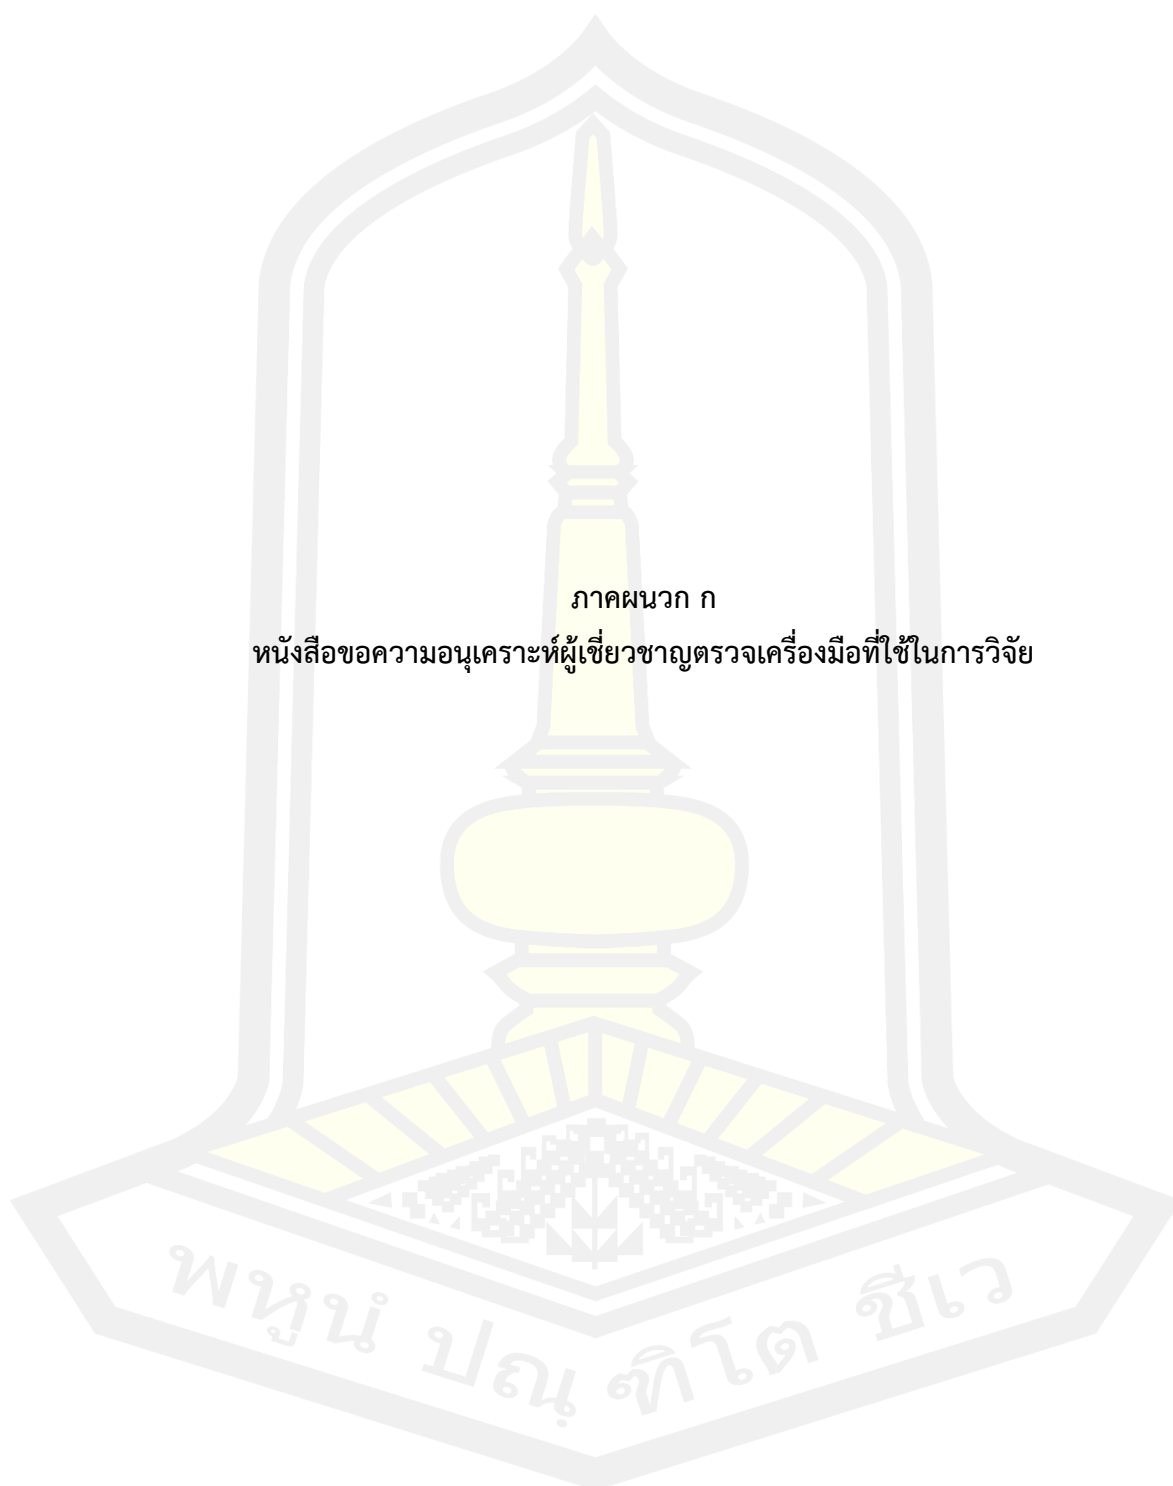 ภาคผนวก ก
หนังสือขอความอนุเคราะห์ผู้เชี่ยวชาญตรวจเครื่องมือที่ใช้ในการวิจัย
พหูนํ ปณฺฑิโต ชีเว